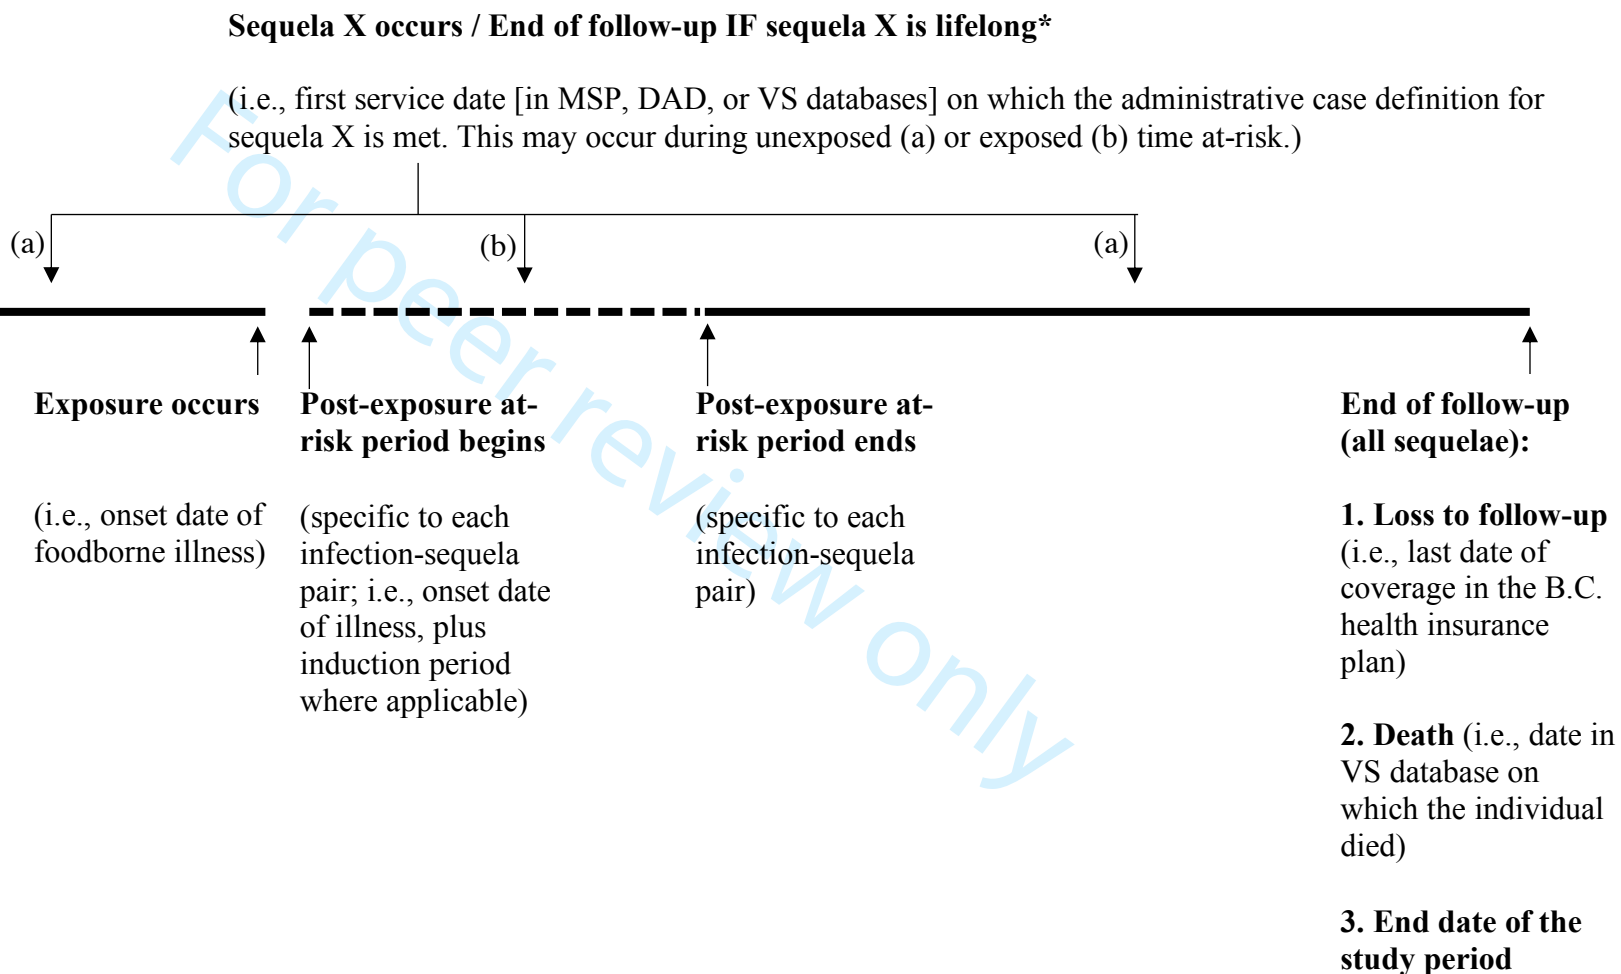 Sequela X occurs / End of follow-up IF sequela X is lifelong*
(i.e., first service date [in MSP, DAD, or VS databases] on which the administrative case definition for
sequela X is met. This may occur during unexposed (a) or exposed (b) time at-risk.)
(a)
(b)
(a)
Exposure occurs
(i.e., onset date of
foodborne illness)
Post-exposure at-
risk period begins
(specific to each
infection-sequela
pair; i.e., onset date
of illness, plus
induction period
where applicable)
Post-exposure at-
risk period ends
(specific to each
infection-sequela
pair)
End of follow-up
(all sequelae):
1. Loss to follow-up
(i.e., last date of
coverage in the B.C.
health insurance
plan)
2. Death (i.e., date in
VS database on
which the individual
died)
3. End date of the
study period
For peer review only